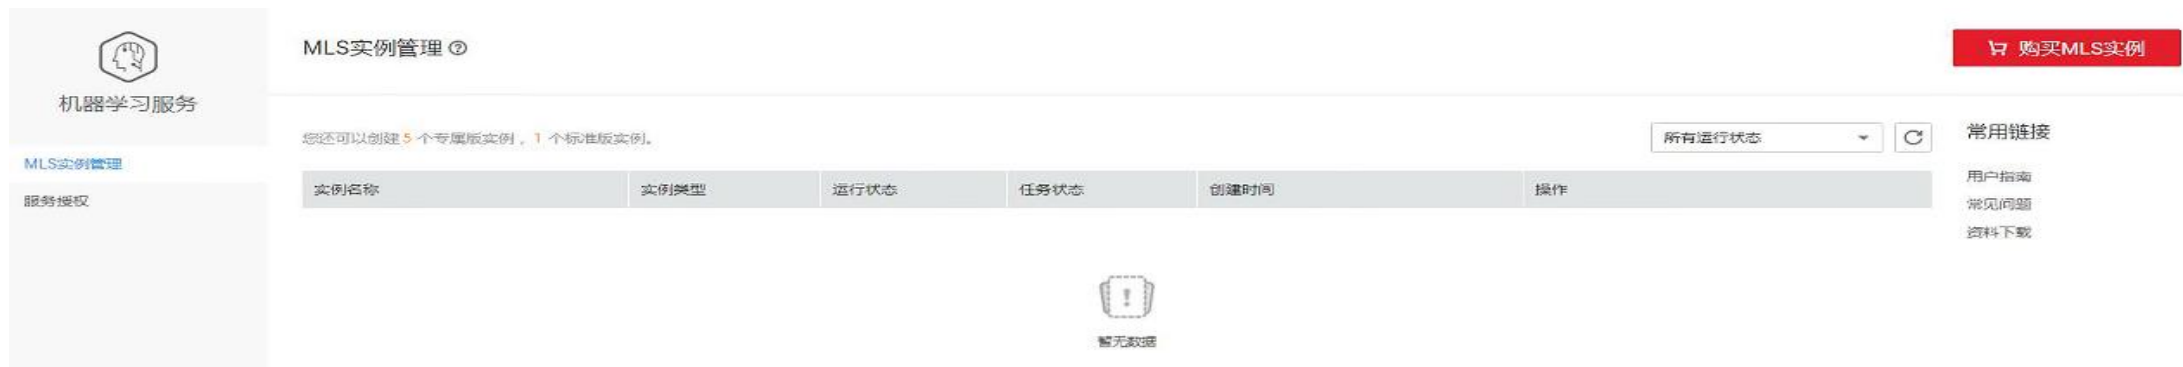 机器学习服务
MLS实例管理
服务授权
MLS实例管理 ?
购买MLS实例
您还可以创建 5 个专属版实例，1 个标准版实例。
所有运行状态
实例名称 实例类型 运行状态 任务状态 创建时间 操作
!
暂无数据
常用链接
用户指南
常见问题
资料下载